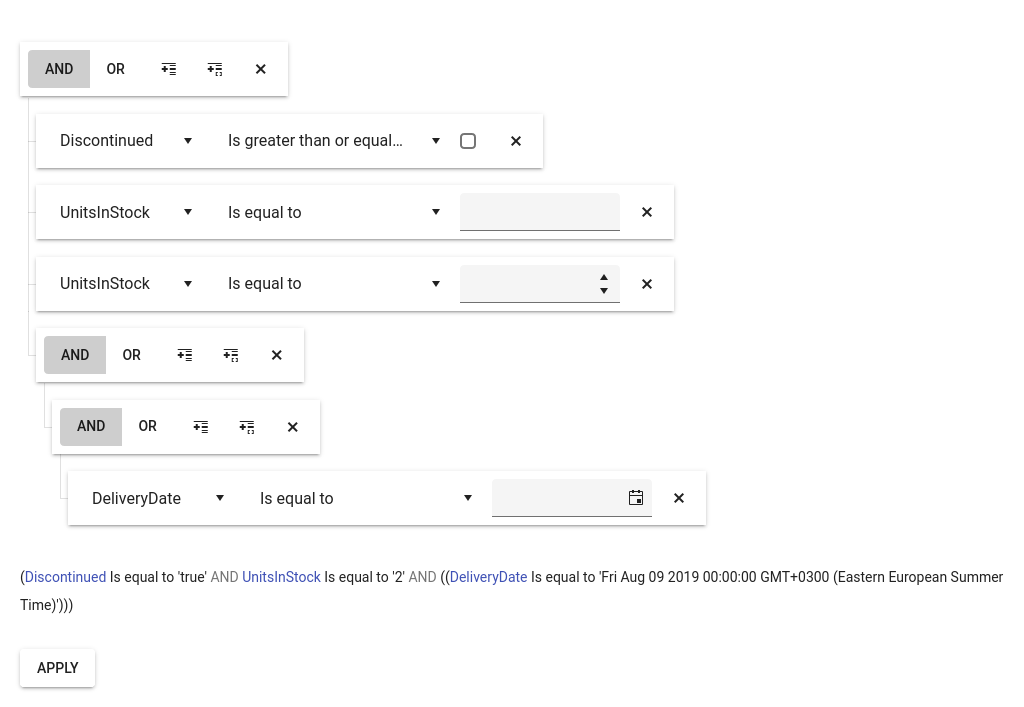 AND OR
Discontinued Is greater than or equal...
UnitsInStock Is equal to
UnitsInStock Is equal to
AND OR
AND OR
DeliveryDate Is equal to
(Discontinued Is equal to 'true' AND UnitsInStock Is equal to '2' AND ((DeliveryDate Is equal to 'Fri Aug 09 2019 00:00:00 GMT+0300 (Eastern European Summer
Time)')))
APPLY